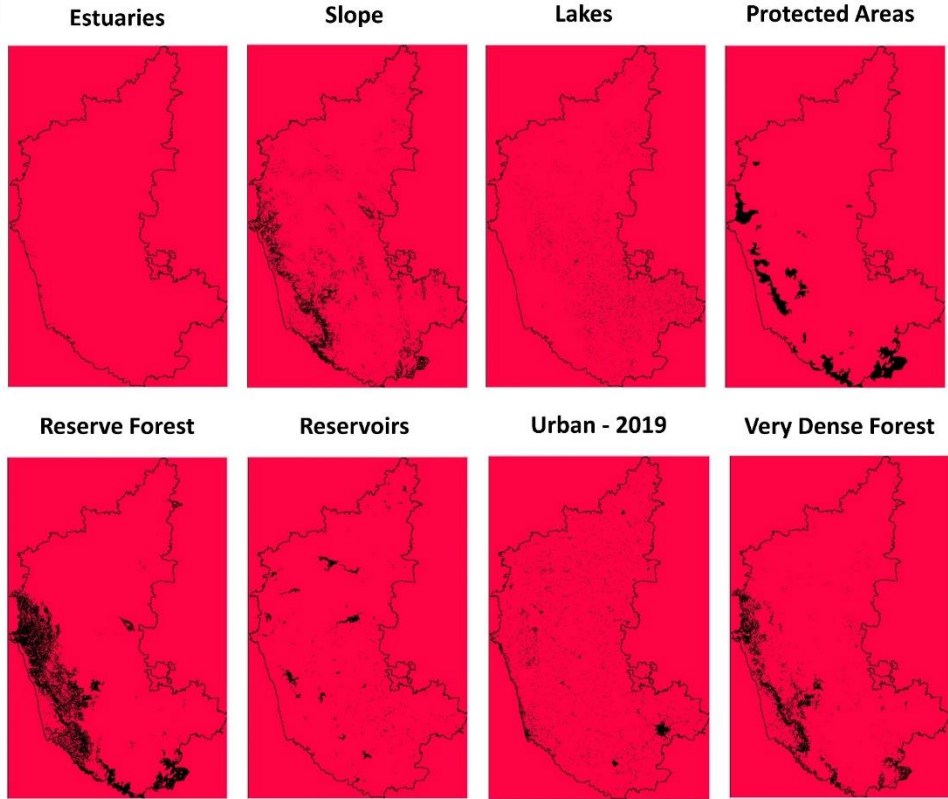 Estuaries
Slope
Lakes
Protected Areas
Reserve Forest
Reservoirs
Urban - 2019
Very Dense Forest